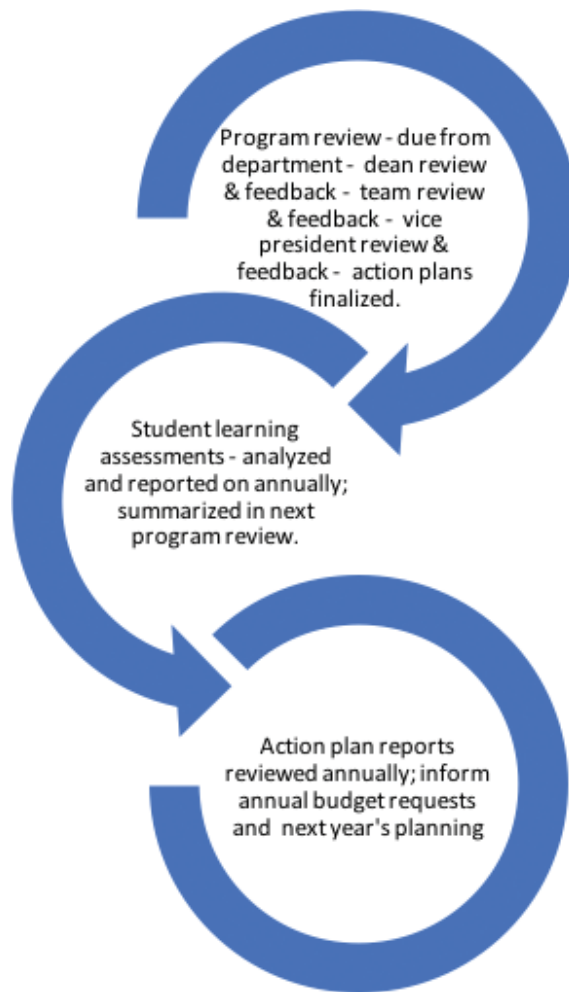 Program review - due from
department - dean review
& feedback - team review
& feedback - vice
president review &
feedback - action plans
finalized.
Student learning
assessments - analyzed
and reported on annually;
summarized in next
program review.
Action plan reports
reviewed annually; inform
annual budget requests
and next year's planning